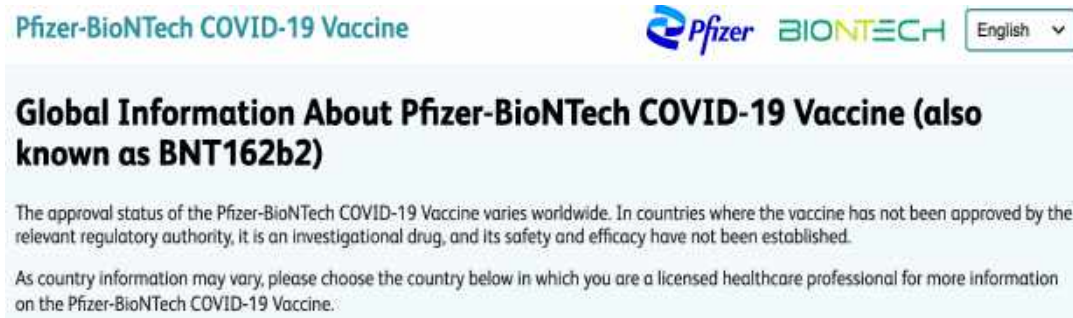 Pfizer-BioNTech COVID-19 Vaccine
Pfizer BIONTECH English
Global Information About Pfizer-BioNTech COVID-19 Vaccine (also
known as BNT162b2)
The approval status of the Pfizer-BioNTech COVID-19 Vaccine varies worldwide. In countries where the vaccine has not been approved by the
relevant regulatory authority, it is an investigational drug, and its safety and efficacy have not been established.
As country information may vary, please choose the country below in which you are a licensed healthcare professional for more information
on the Pfizer-BioNTech COVID-19 Vaccine.